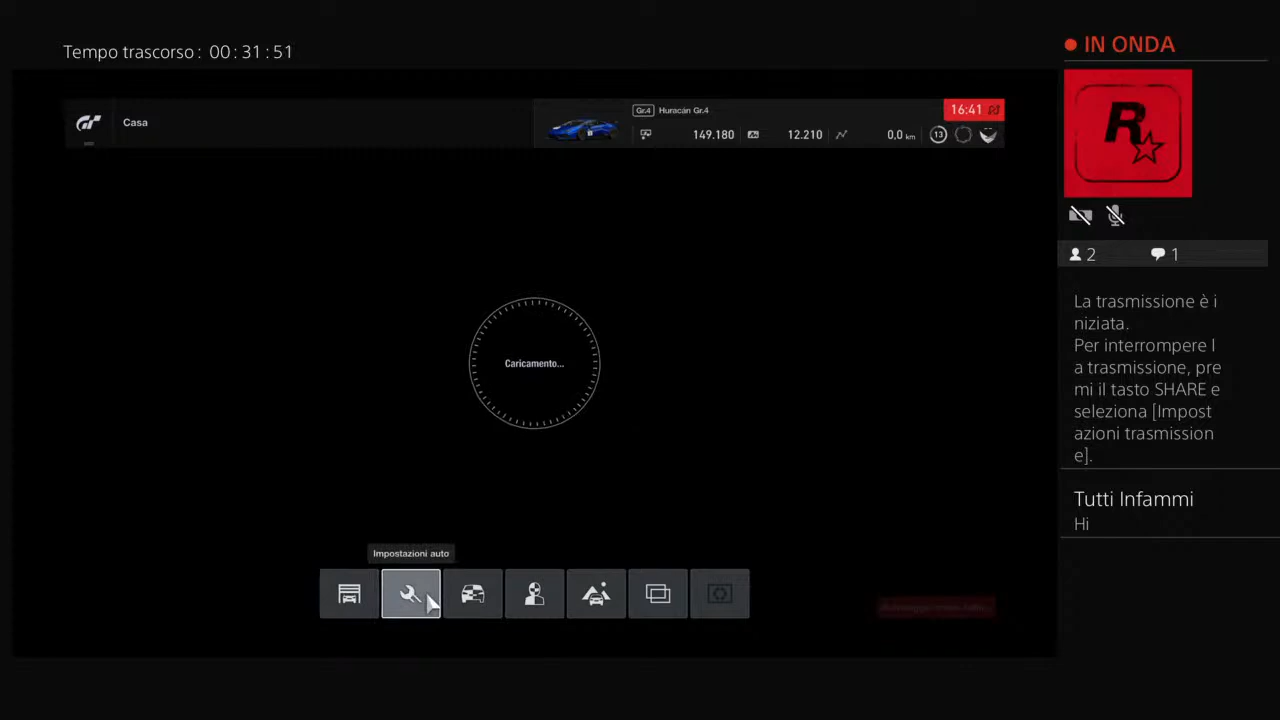 Tempo trascorso: 00:31:51
IN ONDA
Casa
Gr.4 Huracán Gr.4
16:41
149.180 12.210 0,0 km 13
R
2 1
La trasmissione è i
niziata.
Per interrompere l
a trasmissione, pre
mi il tasto SHARE e
seleziona [Impost
azioni trasmission
e].
Tutti Infammi
Hi
Caricamento...
Impostazioni auto